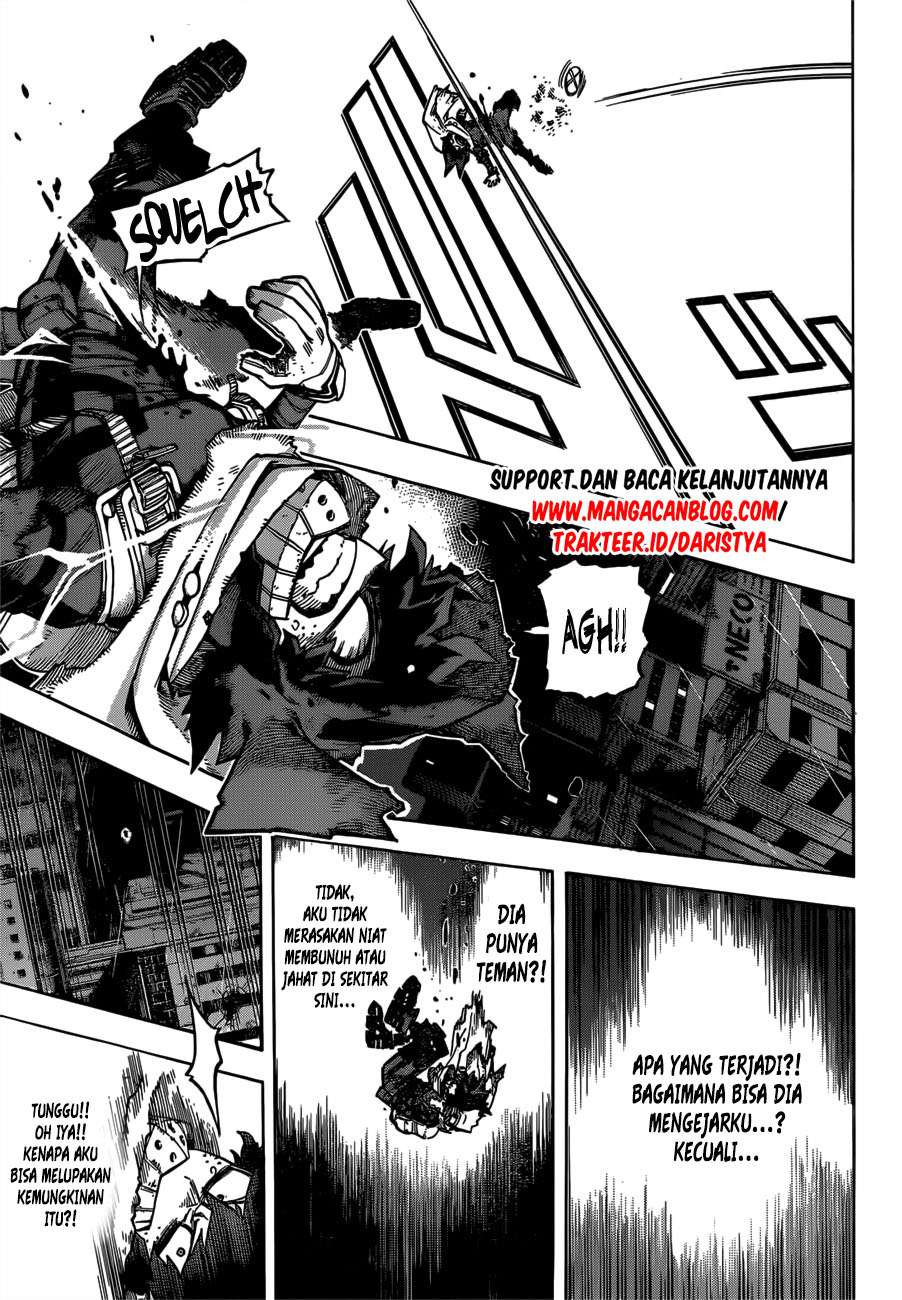 SQUELCH
SUPPORT DAN BACA KELANJUTANNYA
WWW.MANGACANBLOG.COM/
TRAKTEER.ID/DARISTYA
AGH!!
NECO
APA YANG TERJADI?!
BAGAIMANA BISA DIA
MENGEJARKU...?
KECUALI...
DIA
PUNYA
TEMAN?!
TIDAK,
AKU TIDAK
MERASAKAN NIAT
MEMBUNUH ATAU
JAHAT DI SEKITAR
SINI...
TUNGGU!!
OH IYA!!
KENAPA AKU
BISA MELUPAKAN
KEMUNGKINAN
ITU?!